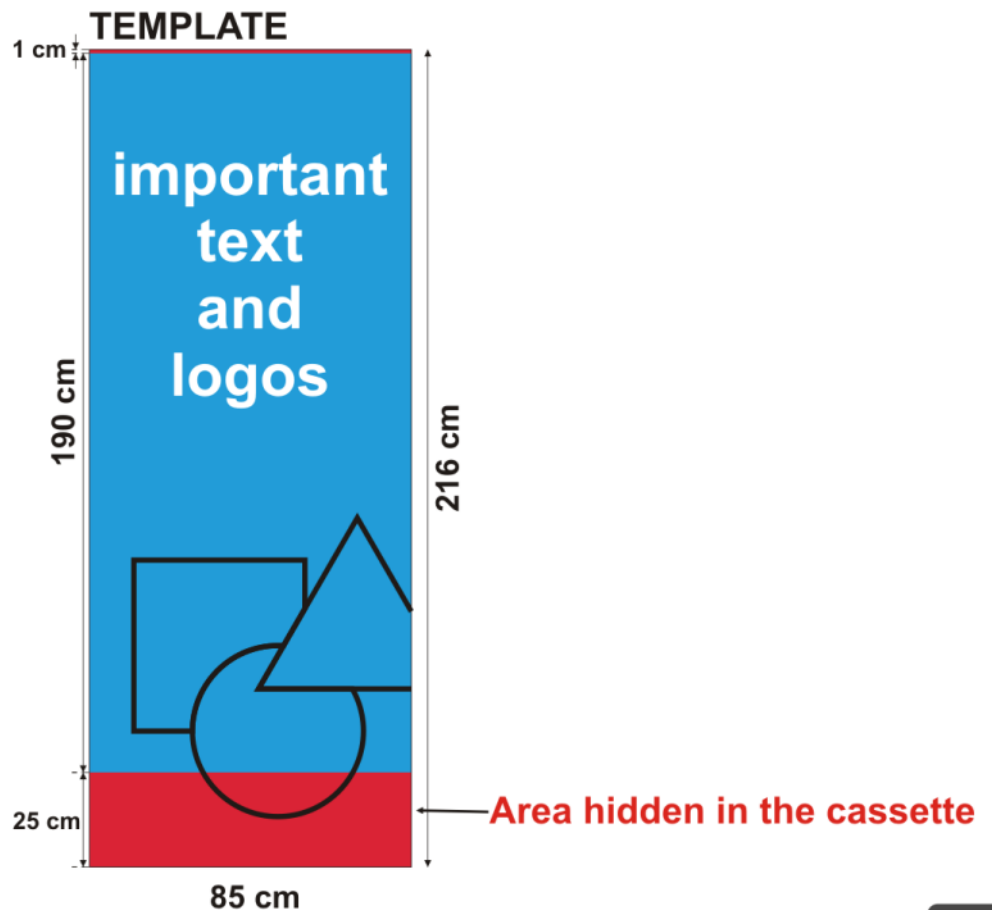 TEMPLATE
1 cm
important
text
and
logos
190 cm
216 cm
25 cm
Area hidden in the cassette
85 cm